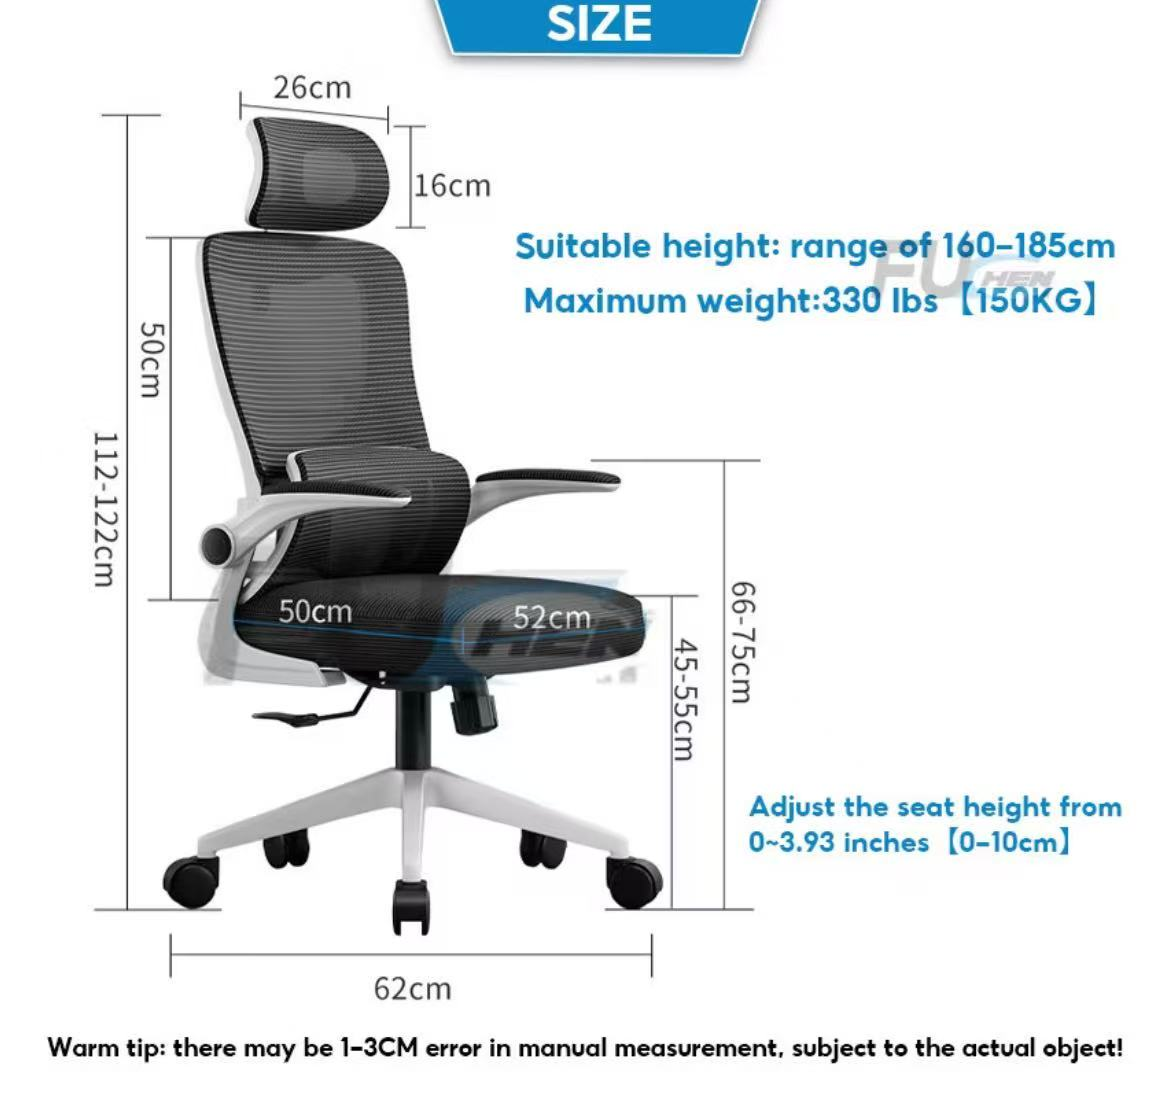 SIZE
26cm
16cm
Suitable height: range of 160-185cm
FUCHEN
Maximum weight:330 lbs【150KG】
50cm
112-122cm
50cm
52cm
CHEN
66-75cm
45-55cm
Adjust the seat height from
0~3.93 inches【0-10cm】
62cm
Warm tip: there may be 1-3CM error in manual measurement, subject to the actual object!